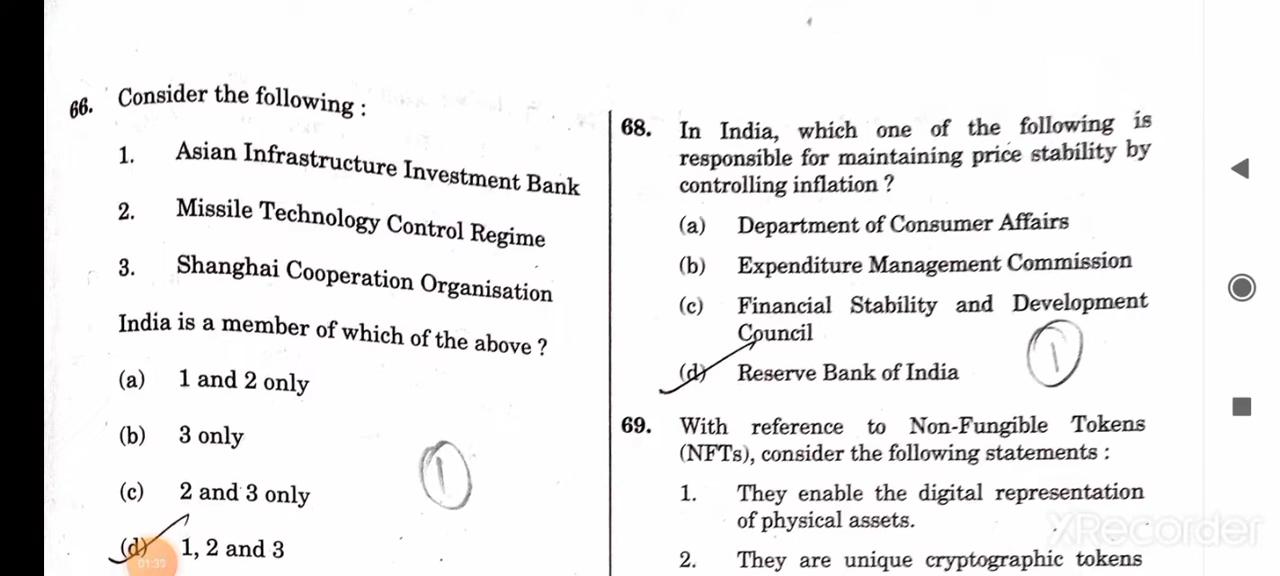 66. Consider the following :
1. Asian Infrastructure Investment Bank
2. Missile Technology Control Regime
3. Shanghai Cooperation Organisation
India is a member of which of the above ?
(a) 1 and 2 only
(b) 3 only
(c) 2 and 3 only
(d) 1, 2 and 3
1
01:33
68. In India, which one of the following is
responsible for maintaining price stability by
controlling inflation ?
(a) Department of Consumer Affairs
(b) Expenditure Management Commission
(c) Financial Stability and Development
Council
(d) Reserve Bank of India
1
69. With reference to Non-Fungible Tokens
(NFTs), consider the following statements :
1. They enable the digital representation
of physical assets.
2. They are unique cryptographic tokens
XRecorder